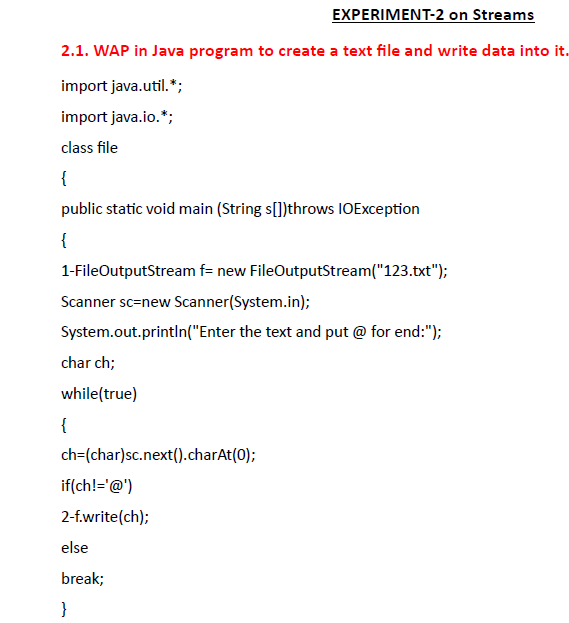 EXPERIMENT-2 on Streams
2.1. WAP in Java program to create a text file and write data into it.
import java.util.*;
import java.io.*;
class file
{
public static void main (String s[])throws IOException
{
1-FileOutputStream f= new FileOutputStream("123.txt");
Scanner sc=new Scanner(System.in);
System.out.println("Enter the text and put @ for end:");
char ch;
while(true)
{
ch=(char)sc.next().charAt(0);
if(ch!='@')
2-f.write(ch);
else
break;
}